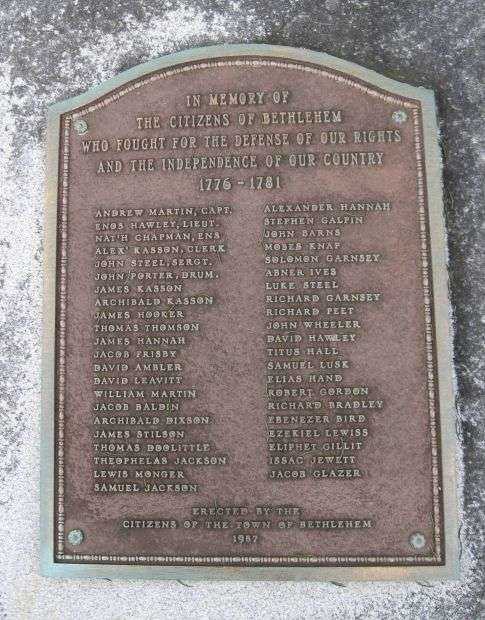 IN MEMORY OF
THE CITIZENS OF BETHLEHEM
WHO FOUGHT FOR THE DEFENSE OF OUR RIGHTS
AND THE INDEPENDENCE OF OUR COUNTRY
1776 - 1781
ANDREW MARTIN, CAPT.
ENOS HAWLEY, LIEUT.
NAT'H CHAPMAN, ENS
ALEX' KASSON, CLERK
JOHN STEEL, SERGT.
JOHN PORTER, DRUM.
JAMES KASSON
ARCHIBALD KASSON
JAMES HOOKER
THOMAS THOMSON
JAMES HANNAH
JACOB FRISBY
DAVID AMBLER
DAVID LEAVITT
WILLIAM MARTIN
JACOB BALDIN
ARCHIBALD DIXSON
JAMES STILSON
THOMAS DOOLITTLE
THEOPHELAS JACKSON
LEWIS MONGER
SAMUEL JACKSON
ALEXANDER HANNAH
STEPHEN GALPIN
JOHN BARNS
MOSES KNAP
SOLOMON GARNSEY
ABNER IVES
LUKE STEEL
RICHARD GARNSEY
RICHARD PEET
JOHN WHEELER
DAVID HAWLEY
TITUS HALL
SAMUEL LUSK
ELIAS HAND
ROBERT GORDON
RICHARD BRADLEY
EBENEZER BIRD
EZEKIEL LEWISS
ELIPHET GILLIT
ISSAC JEWETT
JACOB GLAZER
ERECTED BY THE
CITIZENS OF THE TOWN OF BETHLEHEM
1987